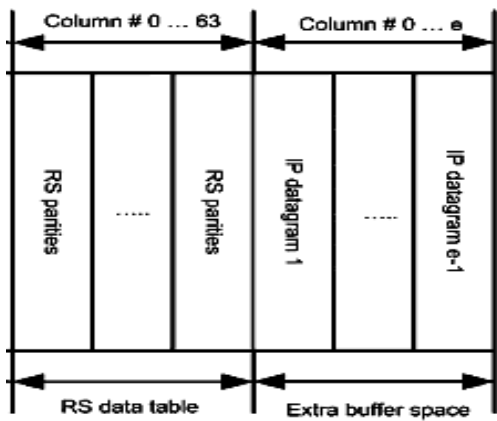 Column # 0 ... 63
Column # 0 ... e
RS parities
.....
RS parities
IP datagram 1
.....
IP datagram e-1
RS data table
Extra buffer space